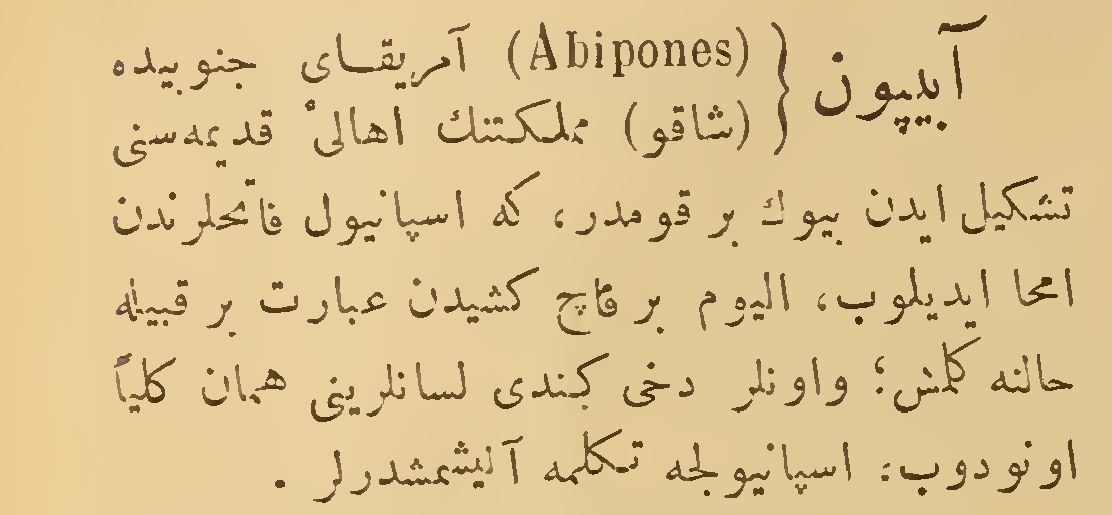 آبیپون { (Abipones) آمریقای جنوبیده
(شاقو) مملکتنك اهالیٔ قدیمه‌سنی
تشکیل ایدن بیوك بر قومدر، که اسپانیول فاتحلرندن
امحا ایدیلوب، الیوم بر قاچ کشیدن عبارت بر قبیله
حالنه کلمش؛ واونلر دخی کندی لسانلرینی همان کلیاً
اونودوب، اسپانیولجه تکلمه آلیشمشدرلر .